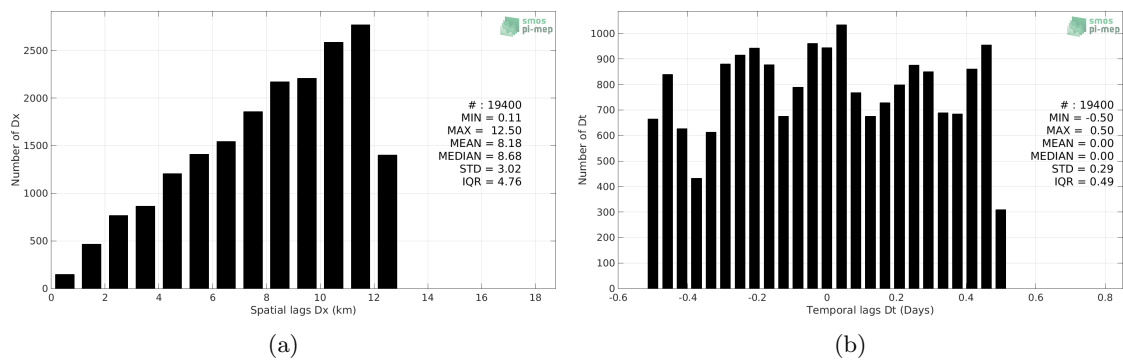 smos
pi-mep
2500
2000
1500
1000
500
0
Number of Dx
# : 19400
MIN = 0.11
MAX = 12.50
MEAN = 8.18
MEDIAN = 8.68
STD = 3.02
IQR = 4.76
0 2 4 6 8 10 12 14 16 18
Spatial lags Dx (km)
(a)
smos
pi-mep
1000
900
800
700
600
500
400
300
200
100
0
Number of Dt
# : 19400
MIN = -0.50
MAX = 0.50
MEAN = 0.00
MEDIAN = 0.00
STD = 0.29
IQR = 0.49
-0.6 -0.4 -0.2 0 0.2 0.4 0.6 0.8
Temporal lags Dt (Days)
(b)